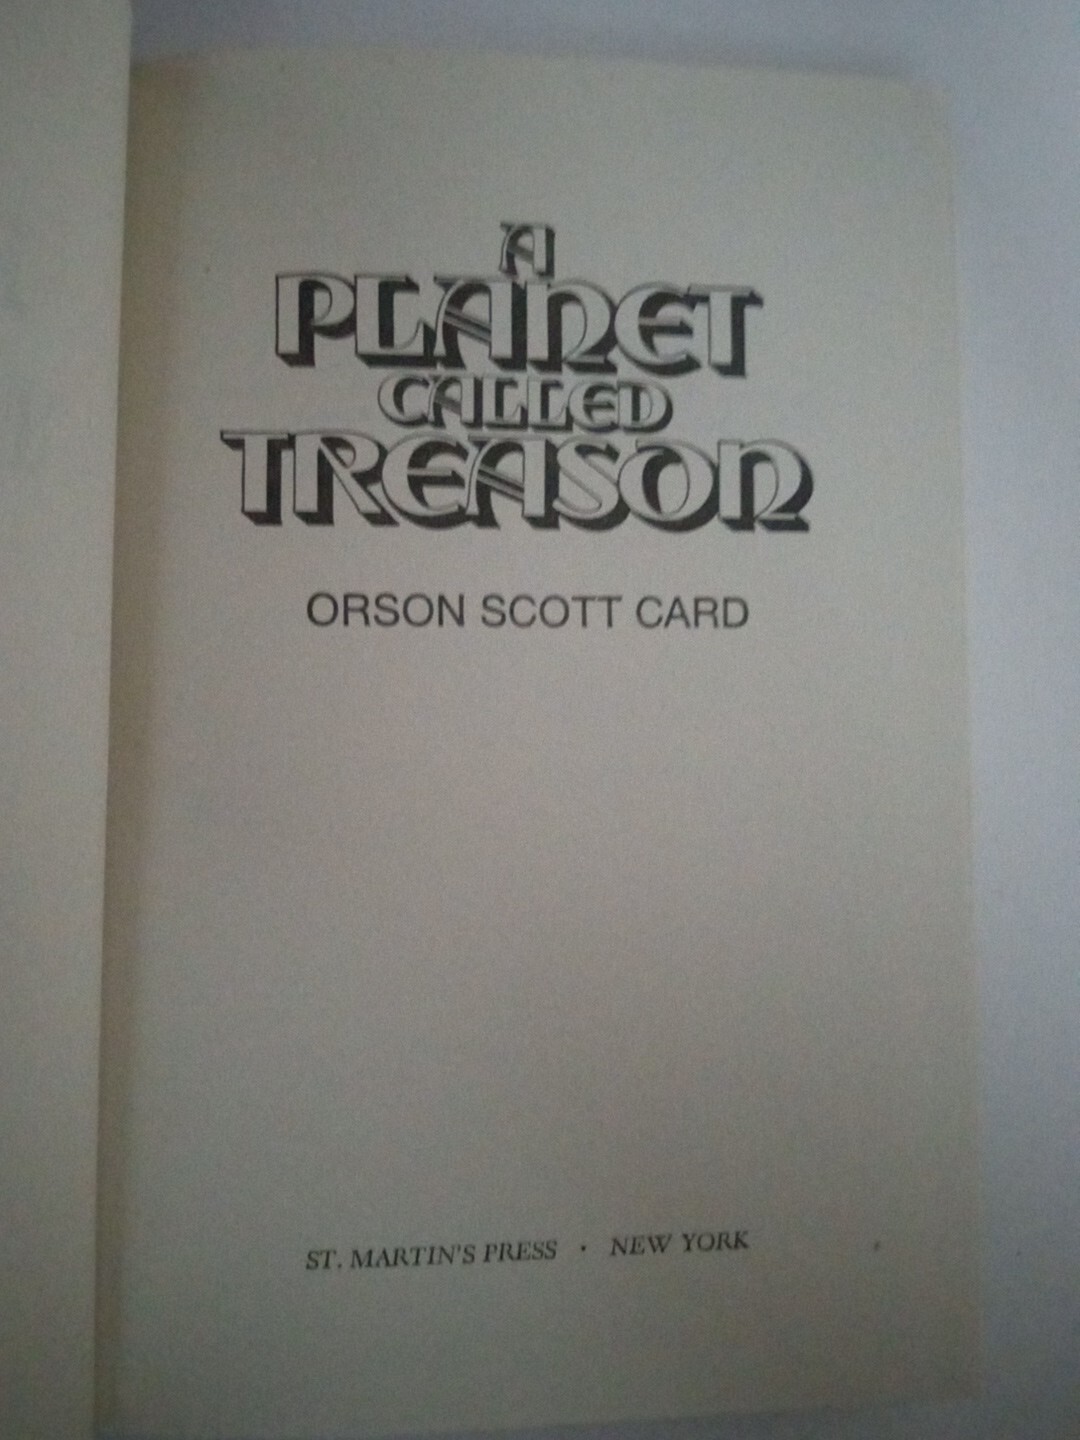 A
PLANET
CALLED
TREASON
ORSON SCOTT CARD
ST. MARTIN'S PRESS · NEW YORK